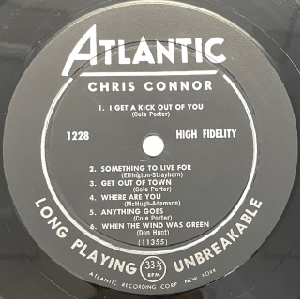 ATLANTIC
CHRIS CONNOR
1. I GET A KICK OUT OF YOU
(Cole Porter)
1228 HIGH FIDELITY
2. SOMETHING TO LIVE FOR
(Ellington-Strayhorn)
3. GET OUT OF TOWN
(Cole Porter)
4. WHERE ARE YOU
(McHugh-Adamson)
5. ANYTHING GOES
(Cole Porter)
6. WHEN THE WIND WAS GREEN
(Don Hunt)
(11355)
LONG PLAYING 33 1/3 RPM UNBREAKABLE
ATLANTIC RECORDING CORP NEW YORK